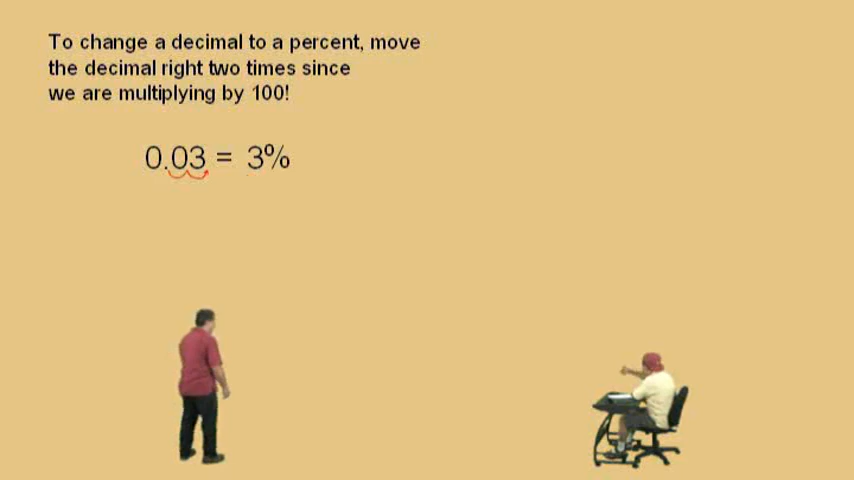 To change a decimal to a percent, move
the decimal right two times since
we are multiplying by 100!
0.03 = 3%